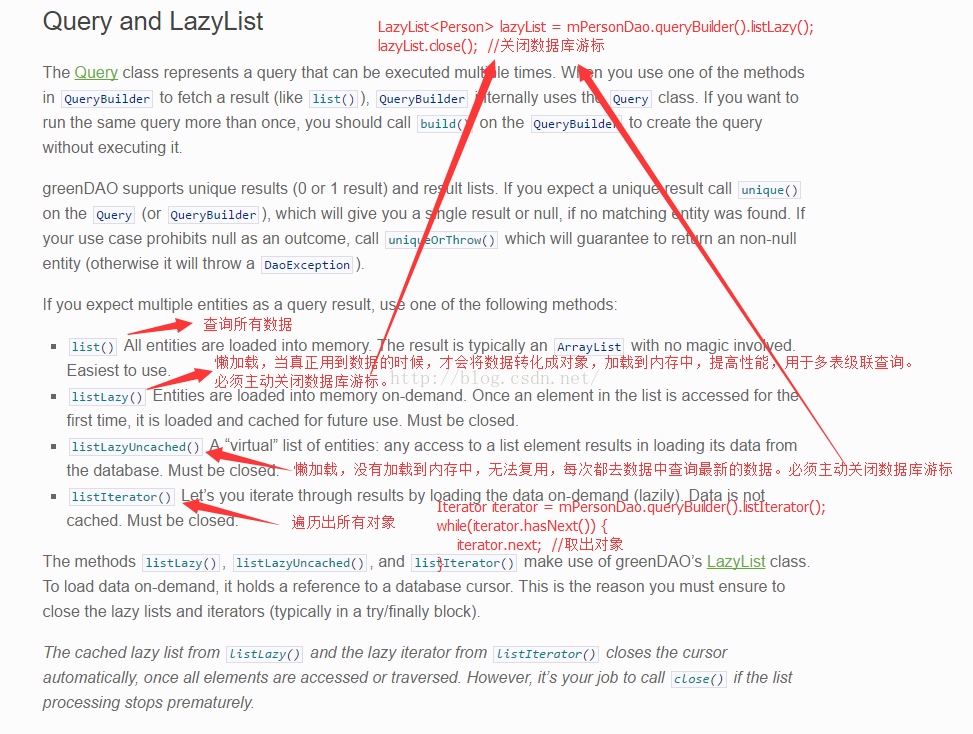 Query and LazyList
LazyList<Person> lazyList = mPersonDao.queryBuilder().listLazy();
lazyList.close(); //关闭数据库游标
The Query class represents a query that can be executed multiple times. When you use one of the methods
in QueryBuilder to fetch a result (like list()), QueryBuilder internally uses the Query class. If you want to
run the same query more than once, you should call build() on the QueryBuilder to create the query
without executing it.
greenDAO supports unique results (0 or 1 result) and result lists. If you expect a unique result call unique()
on the Query (or QueryBuilder), which will give you a single result or null, if no matching entity was found. If
your use case prohibits null as an outcome, call uniqueOrThrow() which will guarantee to return an non-null
entity (otherwise it will throw a DaoException).
If you expect multiple entities as a query result, use one of the following methods:
查询所有数据
list() All entities are loaded into memory. The result is typically an ArrayList with no magic involved.
Easiest to use.
懒加载，当真正用到数据的时候，才会将数据转化成对象，加载到内存中，提高性能，用于多表级联查询。
必须主动关闭数据库游标。
http://blog.csdn.net/
listLazy() Entities are loaded into memory on-demand. Once an element in the list is accessed for the
first time, it is loaded and cached for future use. Must be closed.
listLazyUncached() A “virtual” list of entities: any access to a list element results in loading its data from
the database. Must be closed.
懒加载，没有加载到内存中，无法复用，每次都去数据中查询最新的数据。必须主动关闭数据库游标
listIterator() Let’s you iterate through results by loading the data on-demand (lazily). Data is not
cached. Must be closed.
遍历出所有对象
Iterator iterator = mPersonDao.queryBuilder().listIterator();
while(iterator.hasNext()) {
iterator.next; //取出对象
}
The methods listLazy(), listLazyUncached(), and listIterator() make use of greenDAO’s LazyList class.
To load data on-demand, it holds a reference to a database cursor. This is the reason you must ensure to
close the lazy lists and iterators (typically in a try/finally block).
The cached lazy list from listLazy() and the lazy iterator from listIterator() closes the cursor
automatically, once all elements are accessed or traversed. However, it’s your job to call close() if the list
processing stops prematurely.